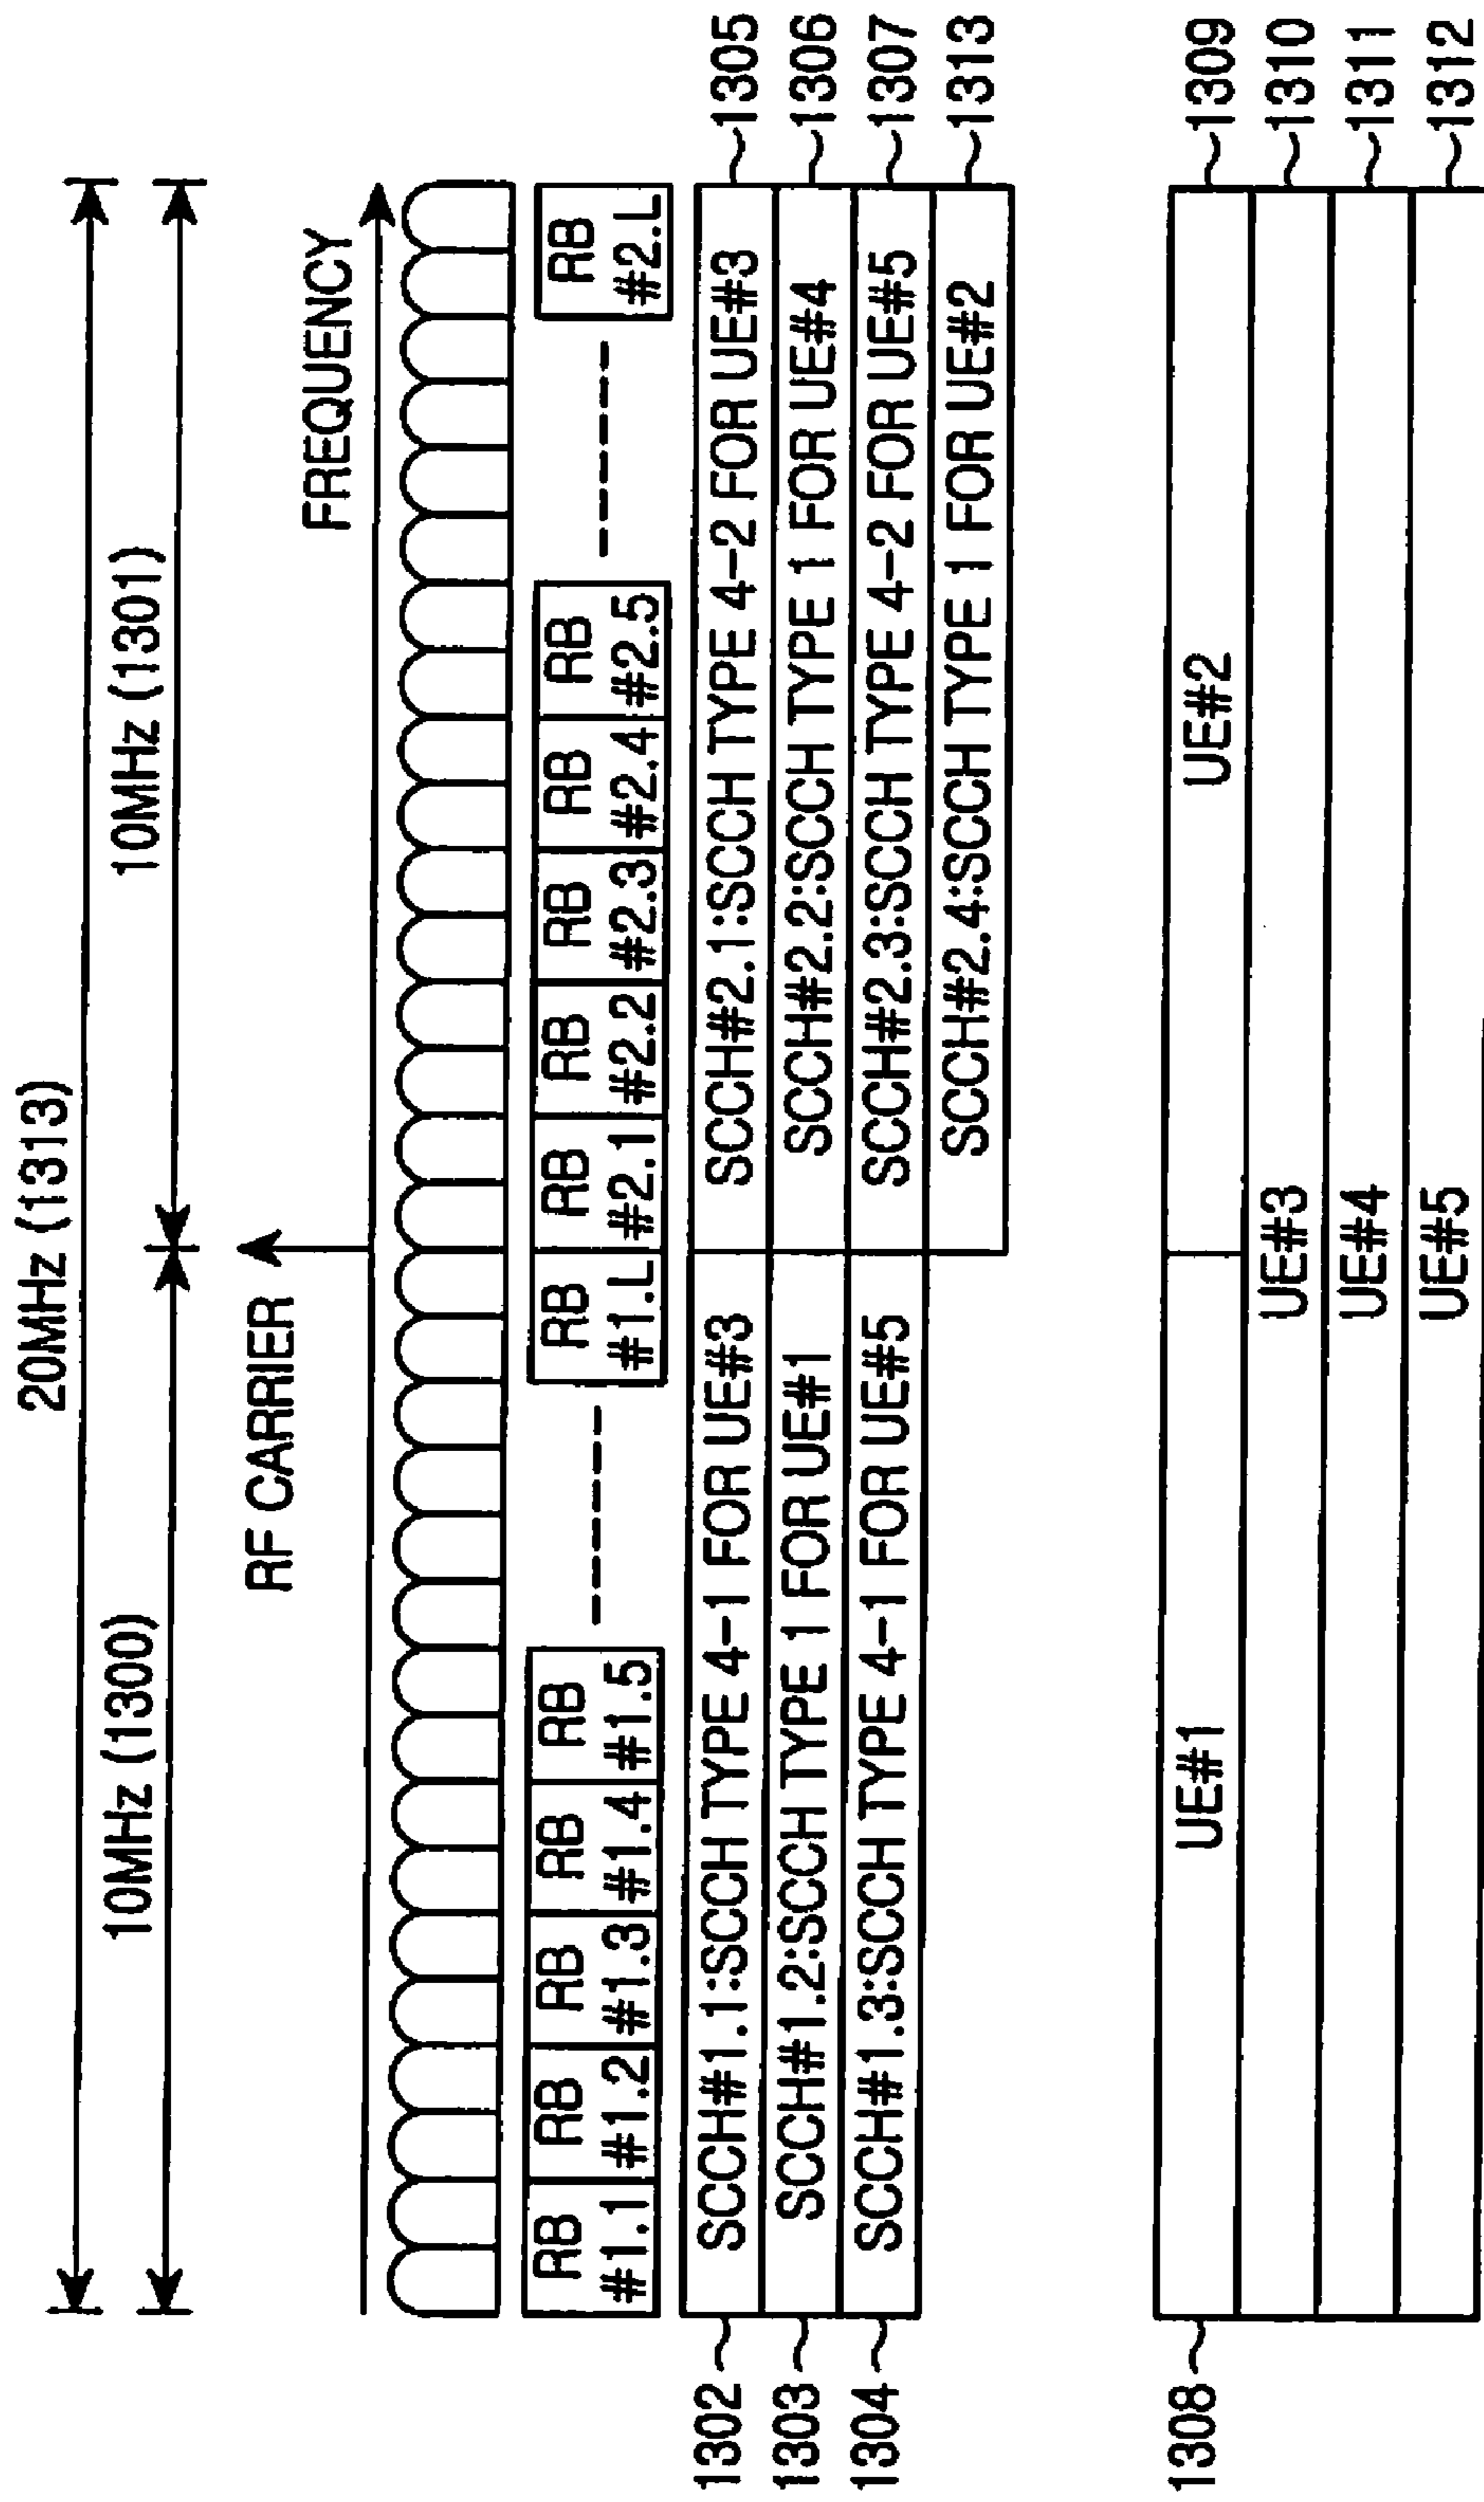 20MHz (1313)
10MHz (1300)
10MHz (1301)
RF CARRIER
FREQUENCY
RB #1.1
RB #1.2
RB #1.3
RB #1.4
RB #1.5
RB #1.L
RB #2.1
RB #2.2
RB #2.3
RB #2.4
RB #2.5
RB #2.L
1302
SCCH#1.1:SCCH TYPE 4-1 FOR UE#3
SCCH#2.1:SCCH TYPE 4-2 FOR UE#3
1305
1303
SCCH#1.2:SCCH TYPE 1 FOR UE#1
SCCH#2.2:SCCH TYPE 1 FOR UE#4
1306
1304
SCCH#1.3:SCCH TYPE 4-1 FOR UE#5
SCCH#2.3:SCCH TYPE 4-2 FOR UE#5
1307
SCCH#2.4:SCCH TYPE 1 FOR UE#2
1313
1308
UE#1
UE#2
1309
UE#3
1310
UE#4
1311
UE#5
1312